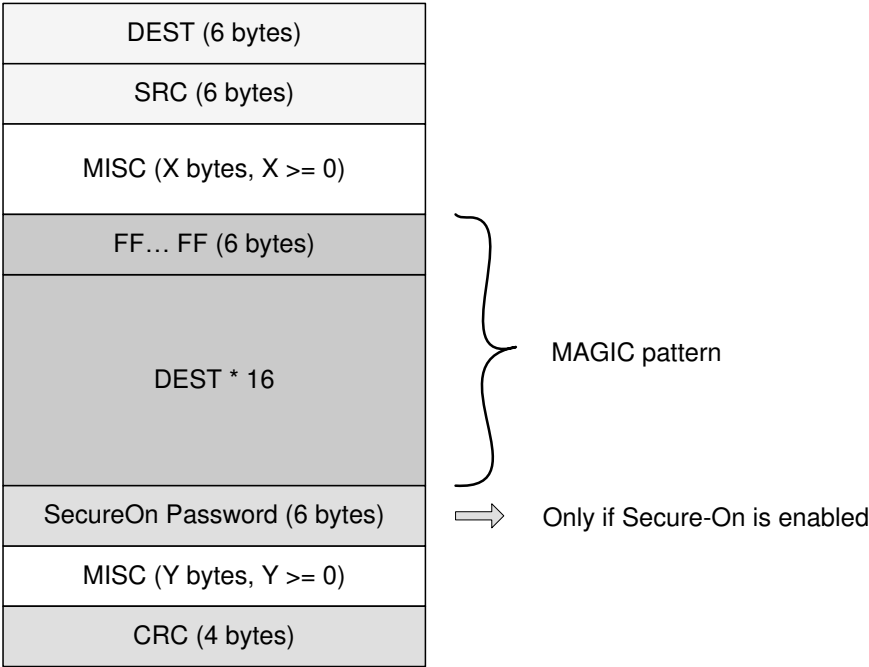 DEST (6 bytes)
SRC (6 bytes)
MISC (X bytes, X >= 0)
FF… FF (6 bytes)
DEST * 16
MAGIC pattern
SecureOn Password (6 bytes)
Only if Secure-On is enabled
MISC (Y bytes, Y >= 0)
CRC (4 bytes)